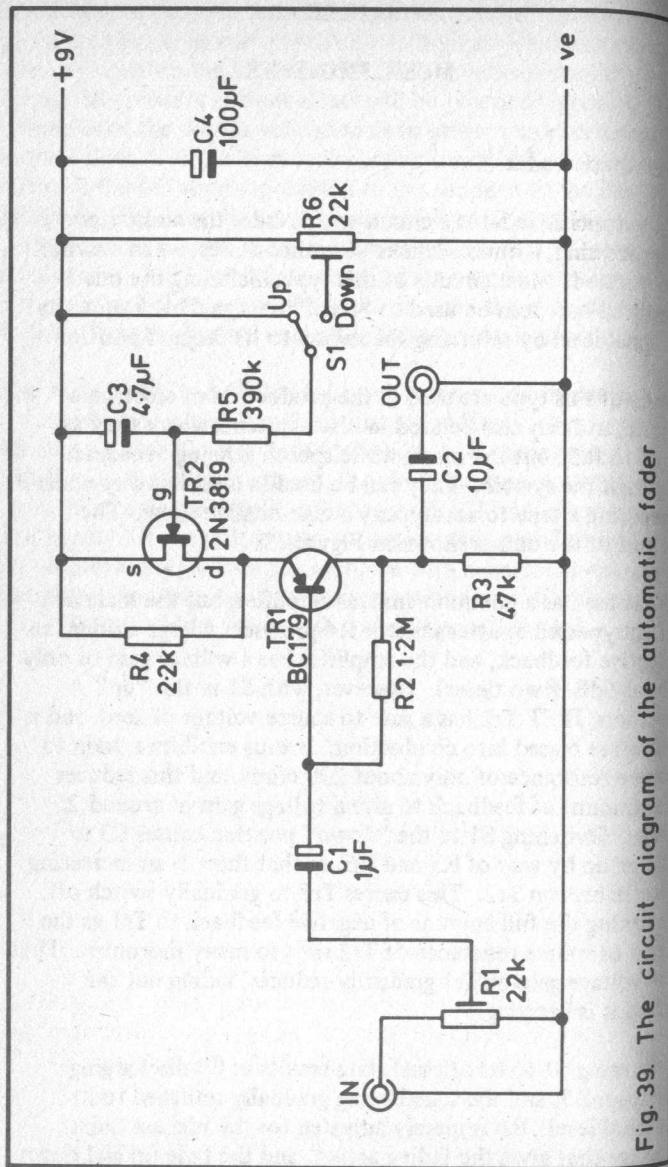 +9V
C4
100µF
R6
22k
UP
Down
S1
C3
47µF
R5
390k
OUT
C2
10µF
g
s
d
TR2
2N3819
R4
TR1
BC179
R2 1.2M
R3
4.7k
C1
1µF
R1
22k
IN
-ve
Fig. 39. The circuit diagram of the automatic fader